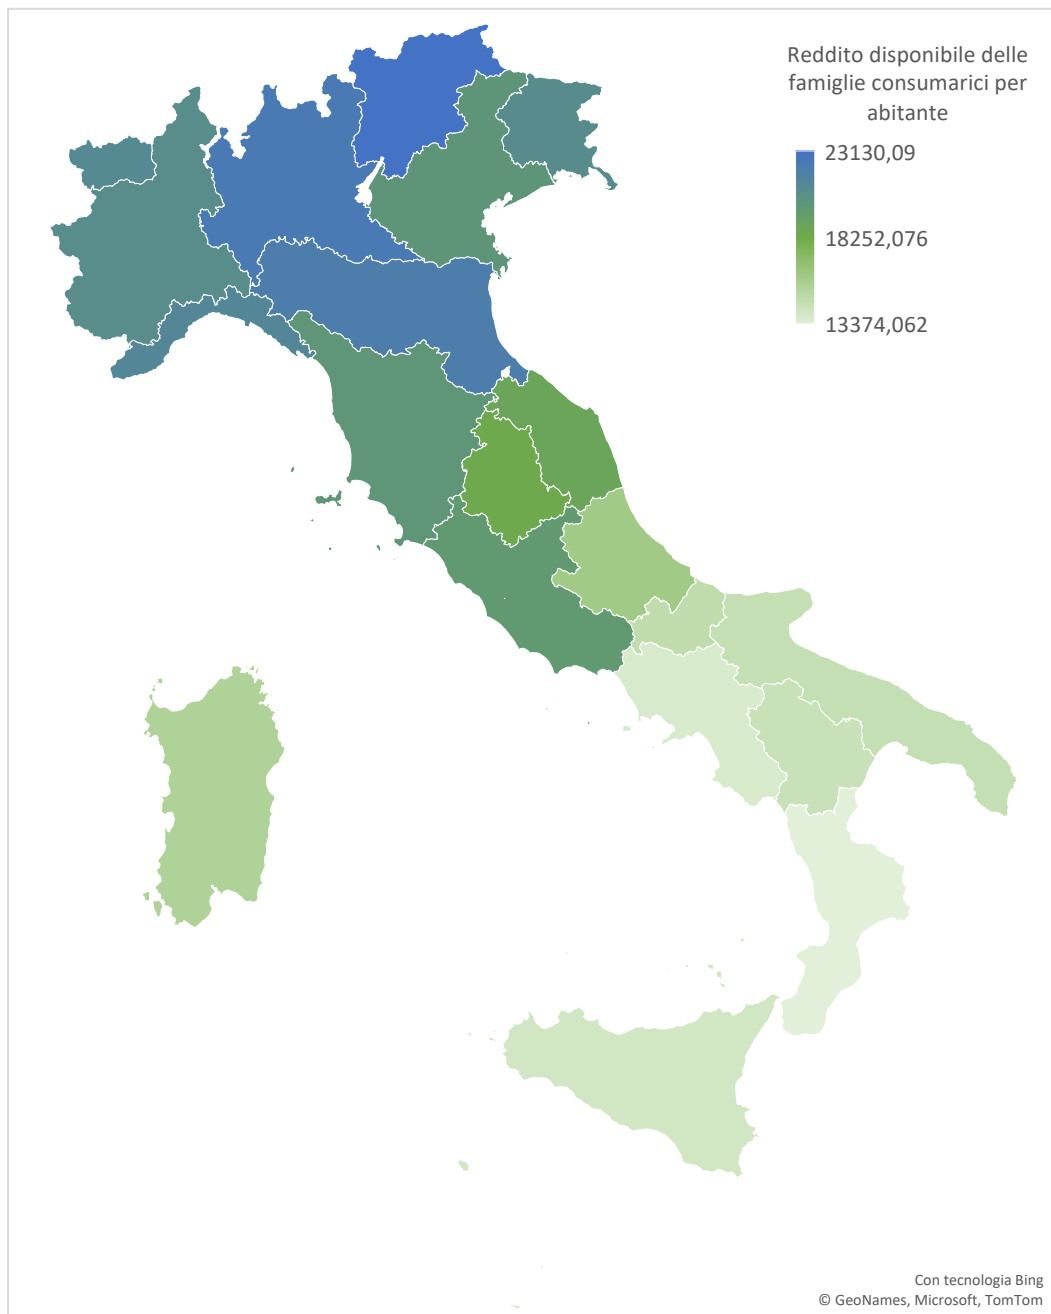 Reddito disponibile delle
famiglie consumarici per
abitante
23130,09
18252,076
13374,062
Con tecnologia Bing
© GeoNames, Microsoft, TomTom